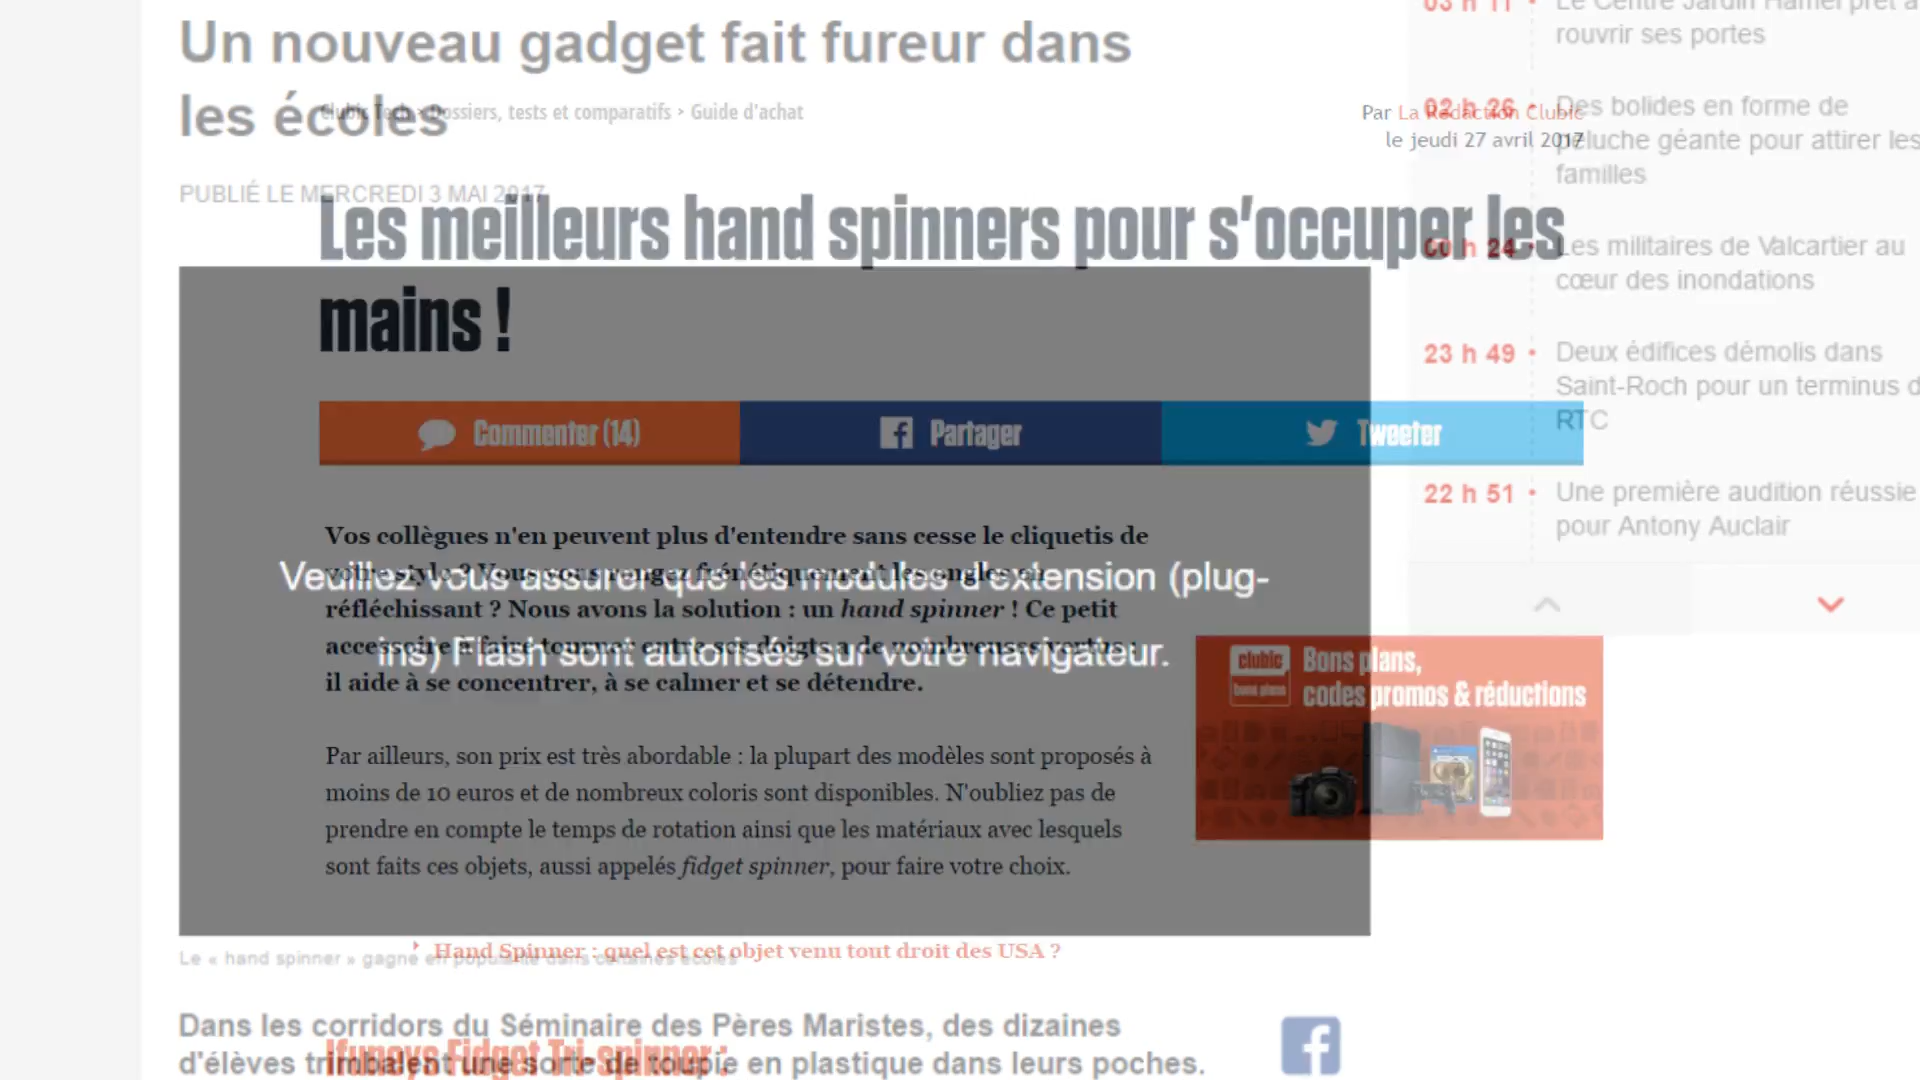 Un nouveau gadget fait fureur dans
les écoles
PUBLIÉ LE MERCREDI 3 MAI 2017
Clubic Tech > Dossiers, tests et comparatifs > Guide d'achat
Par La Rédaction Clubic
le jeudi 27 avril 2017
Les meilleurs hand spinners pour s'occuper les
mains !
Commenter (14)
Partager
Tweeter
Vos collègues n'en peuvent plus d'entendre sans cesse le cliquetis de
votre stylo ? Vous vous rongez frénétiquement les ongles en
réfléchissant ? Nous avons la solution : un hand spinner ! Ce petit
accessoire à faire tourner entre ses doigts a de nombreuses vertus :
il aide à se concentrer, à se calmer et se détendre.
Veuillez vous assurer que les modules d'extension (plug-
ins) Flash sont autorisés sur votre navigateur.
Par ailleurs, son prix est très abordable : la plupart des modèles sont proposés à
moins de 10 euros et de nombreux coloris sont disponibles. N'oubliez pas de
prendre en compte le temps de rotation ainsi que les matériaux avec lesquels
sont faits ces objets, aussi appelés fidget spinner, pour faire votre choix.
Hand Spinner : quel est cet objet venu tout droit des USA ?
Le « hand spinner » gagne en popularité dans certaines écoles
Dans les corridors du Séminaire des Pères Maristes, des dizaines
d'élèves trimbalent une sorte de toupie en plastique dans leurs poches.
Fidget Tri-spinner :
03 h 11 • Le Centre Jardin Hamel prêt à
rouvrir ses portes
02 h 26 • Des bolides en forme de
peluche géante pour attirer les
familles
00 h 24 • Les militaires de Valcartier au
cœur des inondations
23 h 49 • Deux édifices démolis dans
Saint-Roch pour un terminus d
RTC
22 h 51 • Une première audition réussie
pour Antony Auclair
clubic
bons plans
Bons plans,
codes promos & réductions